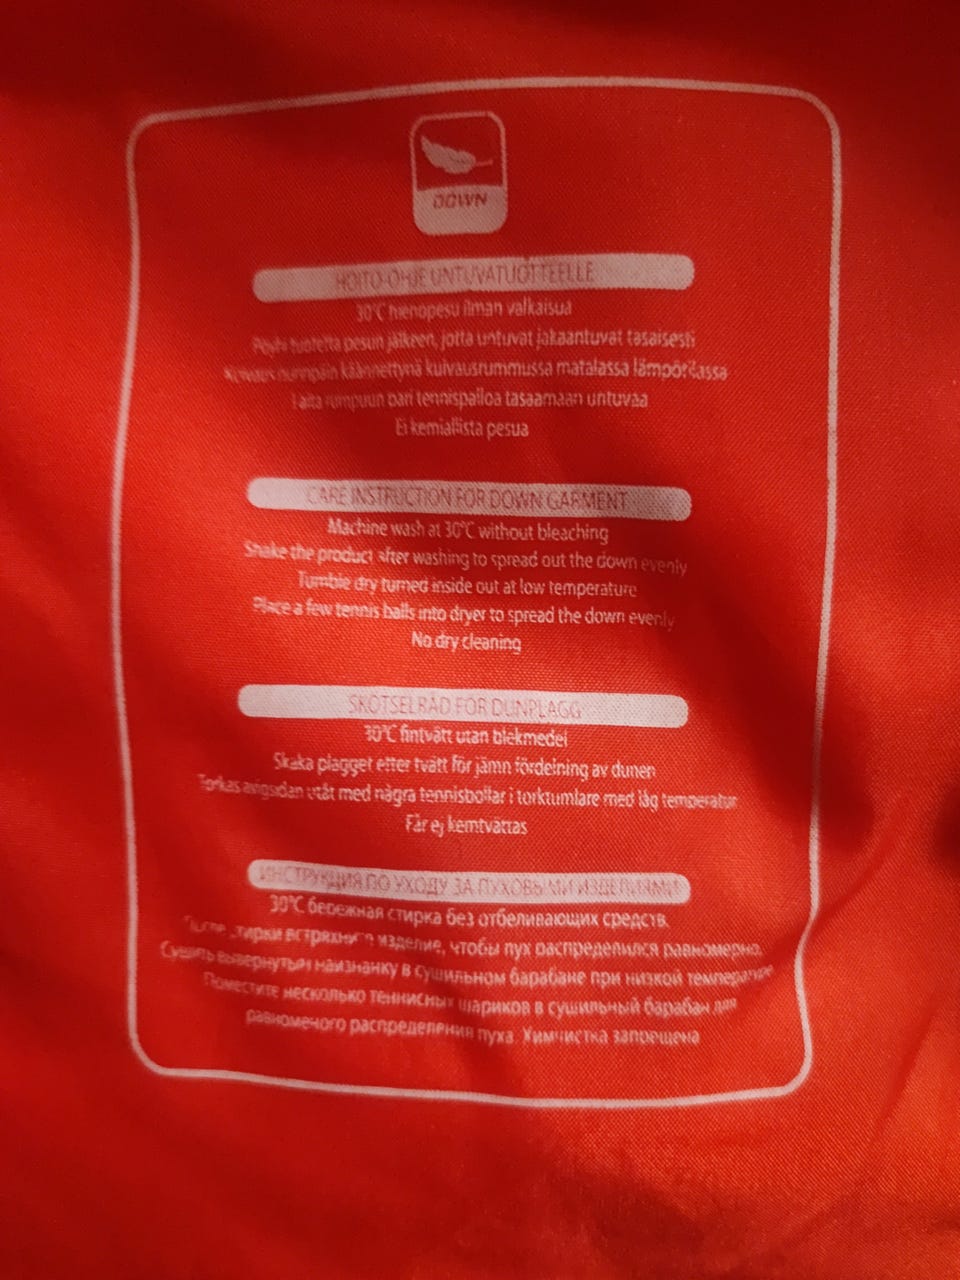 DOWN
HOITO-OHJE UNTUVATUOTTEELLE
30°C hienopesu ilman valkaisua
Pöyhi tuotetta pesun jälkeen, jotta untuvat jakaantuvat tasaisesti
Kuivaus nurinpäin käännettynä kuivausrummussa matalassa lämpötilassa
Laita rumpuun pari tennispalloa tasaamaan untuvaa
Ei kemiallista pesua
CARE INSTRUCTION FOR DOWN GARMENT
Machine wash at 30°C without bleaching
Shake the product after washing to spread out the down evenly
Tumble dry turned inside out at low temperature
Place a few tennis balls into dryer to spread the down evenly
No dry cleaning
SKÖTSELRÅD FÖR DUNPLAGG
30°C fintvätt utan blekmedel
Skaka plagget efter tvätt för jämn fördelning av dunen
Torkas avigsidan utåt med några tennisbollar i torktumlare med låg temperatur
Får ej kemtvättas
ИНСТРУКЦИЯ ПО УХОДУ ЗА ПУХОВЫМИ ИЗДЕЛИЯМИ
30°C бережная стирка без отбеливающих средств.
После стирки встряхните изделие, чтобы пух распределился равномерно.
Сушить вывернутым наизнанку в сушильном барабане при низкой температуре
Поместите несколько теннисных шариков в сушильный барабан для
равномечого распределения пуха. Химчистка запрещена